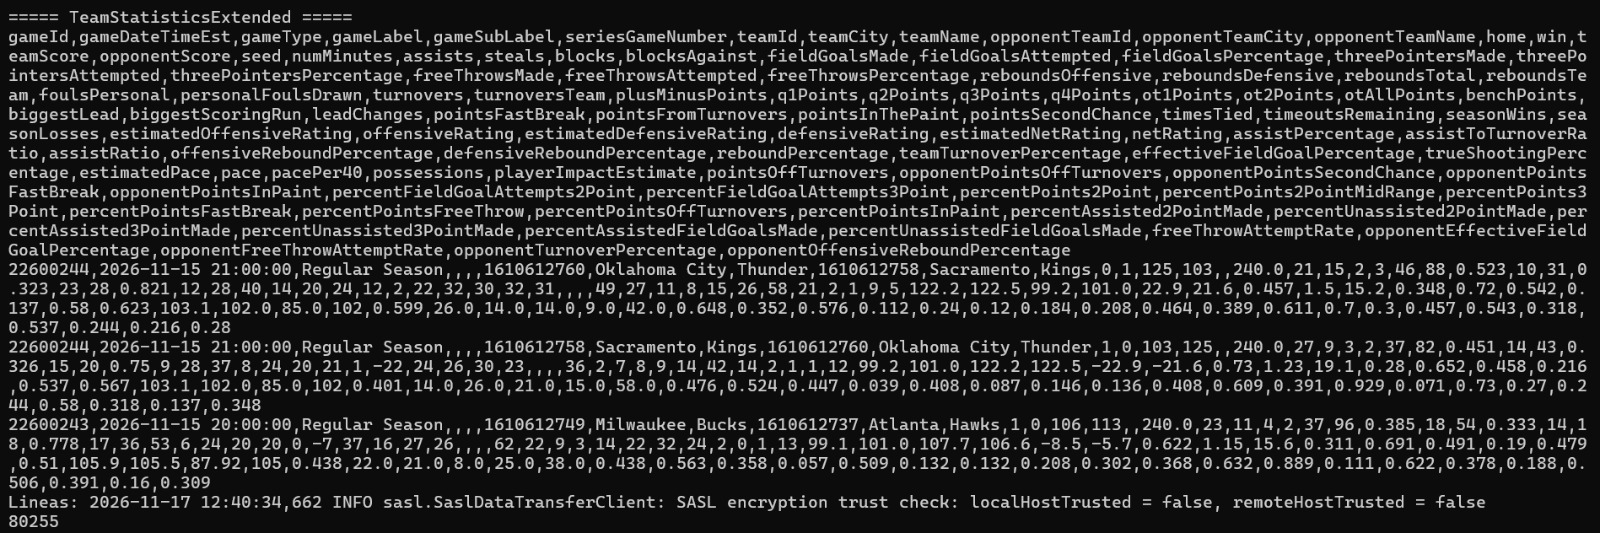 ===== TeamStatisticsExtended =====
gameId,gameDateTimeEst,gameType,gameLabel,gameSubLabel,seriesGameNumber,teamId,teamCity,teamName,opponentTeamId,opponentTeamCity,opponentTeamName,home,win,t
eamScore,opponentScore,seed,numMinutes,assists,steals,blocks,blocksAgainst,fieldGoalsMade,fieldGoalsAttempted,fieldGoalsPercentage,threePointersMade,threePo
intersAttempted,threePointersPercentage,freeThrowsMade,freeThrowsAttempted,freeThrowsPercentage,reboundsOffensive,reboundsDefensive,reboundsTotal,reboundsTe
am,foulsPersonal,personalFoulsDrawn,turnovers,turnoversTeam,plusMinusPoints,q1Points,q2Points,q3Points,q4Points,ot1Points,ot2Points,otAllPoints,benchPoints,
biggestLead,biggestScoringRun,leadChanges,pointsFastBreak,pointsFromTurnovers,pointsInThePaint,pointsSecondChance,timesTied,timeoutsRemaining,seasonWins,sea
sonLosses,estimatedOffensiveRating,offensiveRating,estimatedDefensiveRating,defensiveRating,estimatedNetRating,netRating,assistPercentage,assistToTurnoverRa
tio,assistRatio,offensiveReboundPercentage,defensiveReboundPercentage,reboundPercentage,teamTurnoverPercentage,effectiveFieldGoalPercentage,trueShootingPerc
entage,estimatedPace,pace,pacePer40,possessions,playerImpactEstimate,pointsOffTurnovers,opponentPointsOffTurnovers,opponentPointsSecondChance,opponentPoints
FastBreak,opponentPointsInPaint,percentFieldGoalAttempts2Point,percentFieldGoalAttempts3Point,percentPoints2Point,percentPoints2PointMidRange,percentPoints3
Point,percentPointsFastBreak,percentPointsFreeThrow,percentPointsOffTurnovers,percentPointsInPaint,percentAssisted2PointMade,percentUnassisted2PointMade,per
centAssisted3PointMade,percentUnassisted3PointMade,percentAssistedFieldGoalsMade,percentUnassistedFieldGoalsMade,freeThrowAttemptRate,opponentEffectiveField
GoalPercentage,opponentFreeThrowAttemptRate,opponentTurnoverPercentage,opponentOffensiveReboundPercentage
22600244,2026-11-15 21:00:00,Regular Season,,,,1610612760,Oklahoma City,Thunder,1610612758,Sacramento,Kings,0,1,125,103,,240.0,21,15,2,3,46,88,0.523,10,31,0
.323,23,28,0.821,12,28,40,14,20,24,12,2,22,32,30,32,31,,,,49,27,11,8,15,26,58,21,2,1,9,5,122.2,122.5,99.2,101.0,22.9,21.6,0.457,1.5,15.2,0.348,0.72,0.542,0.
137,0.58,0.623,103.1,102.0,85.0,102,0.599,26.0,14.0,14.0,9.0,42.0,0.648,0.352,0.576,0.112,0.24,0.12,0.184,0.208,0.464,0.389,0.611,0.7,0.3,0.457,0.543,0.318,
0.537,0.244,0.216,0.28
22600244,2026-11-15 21:00:00,Regular Season,,,,1610612758,Sacramento,Kings,1610612760,Oklahoma City,Thunder,1,0,103,125,,240.0,27,9,3,2,37,82,0.451,14,43,0.
326,15,20,0.75,9,28,37,8,24,20,21,1,-22,24,26,30,23,,,,36,2,7,8,9,14,42,14,2,1,1,12,99.2,101.0,122.2,122.5,-22.9,-21.6,0.73,1.23,19.1,0.28,0.652,0.458,0.216
,0.537,0.567,103.1,102.0,85.0,102,0.401,14.0,26.0,21.0,15.0,58.0,0.476,0.524,0.447,0.039,0.408,0.087,0.146,0.136,0.408,0.609,0.391,0.929,0.071,0.73,0.27,0.2
44,0.58,0.318,0.137,0.348
22600243,2026-11-15 20:00:00,Regular Season,,,,1610612749,Milwaukee,Bucks,1610612737,Atlanta,Hawks,1,0,106,113,,240.0,23,11,4,2,37,96,0.385,18,54,0.333,14,1
8,0.778,17,36,53,6,24,20,20,0,-7,37,16,27,26,,,,62,22,9,3,14,22,32,24,2,0,1,13,99.1,101.0,107.7,106.6,-8.5,-5.7,0.622,1.15,15.6,0.311,0.691,0.491,0.19,0.479
,0.51,105.9,105.5,87.92,105,0.438,22.0,21.0,8.0,25.0,38.0,0.438,0.563,0.358,0.057,0.509,0.132,0.132,0.208,0.302,0.368,0.632,0.889,0.111,0.622,0.378,0.188,0.
506,0.391,0.16,0.309
Lineas: 2026-11-17 12:40:34,662 INFO sasl.SaslDataTransferClient: SASL encryption trust check: localHostTrusted = false, remoteHostTrusted = false
80255